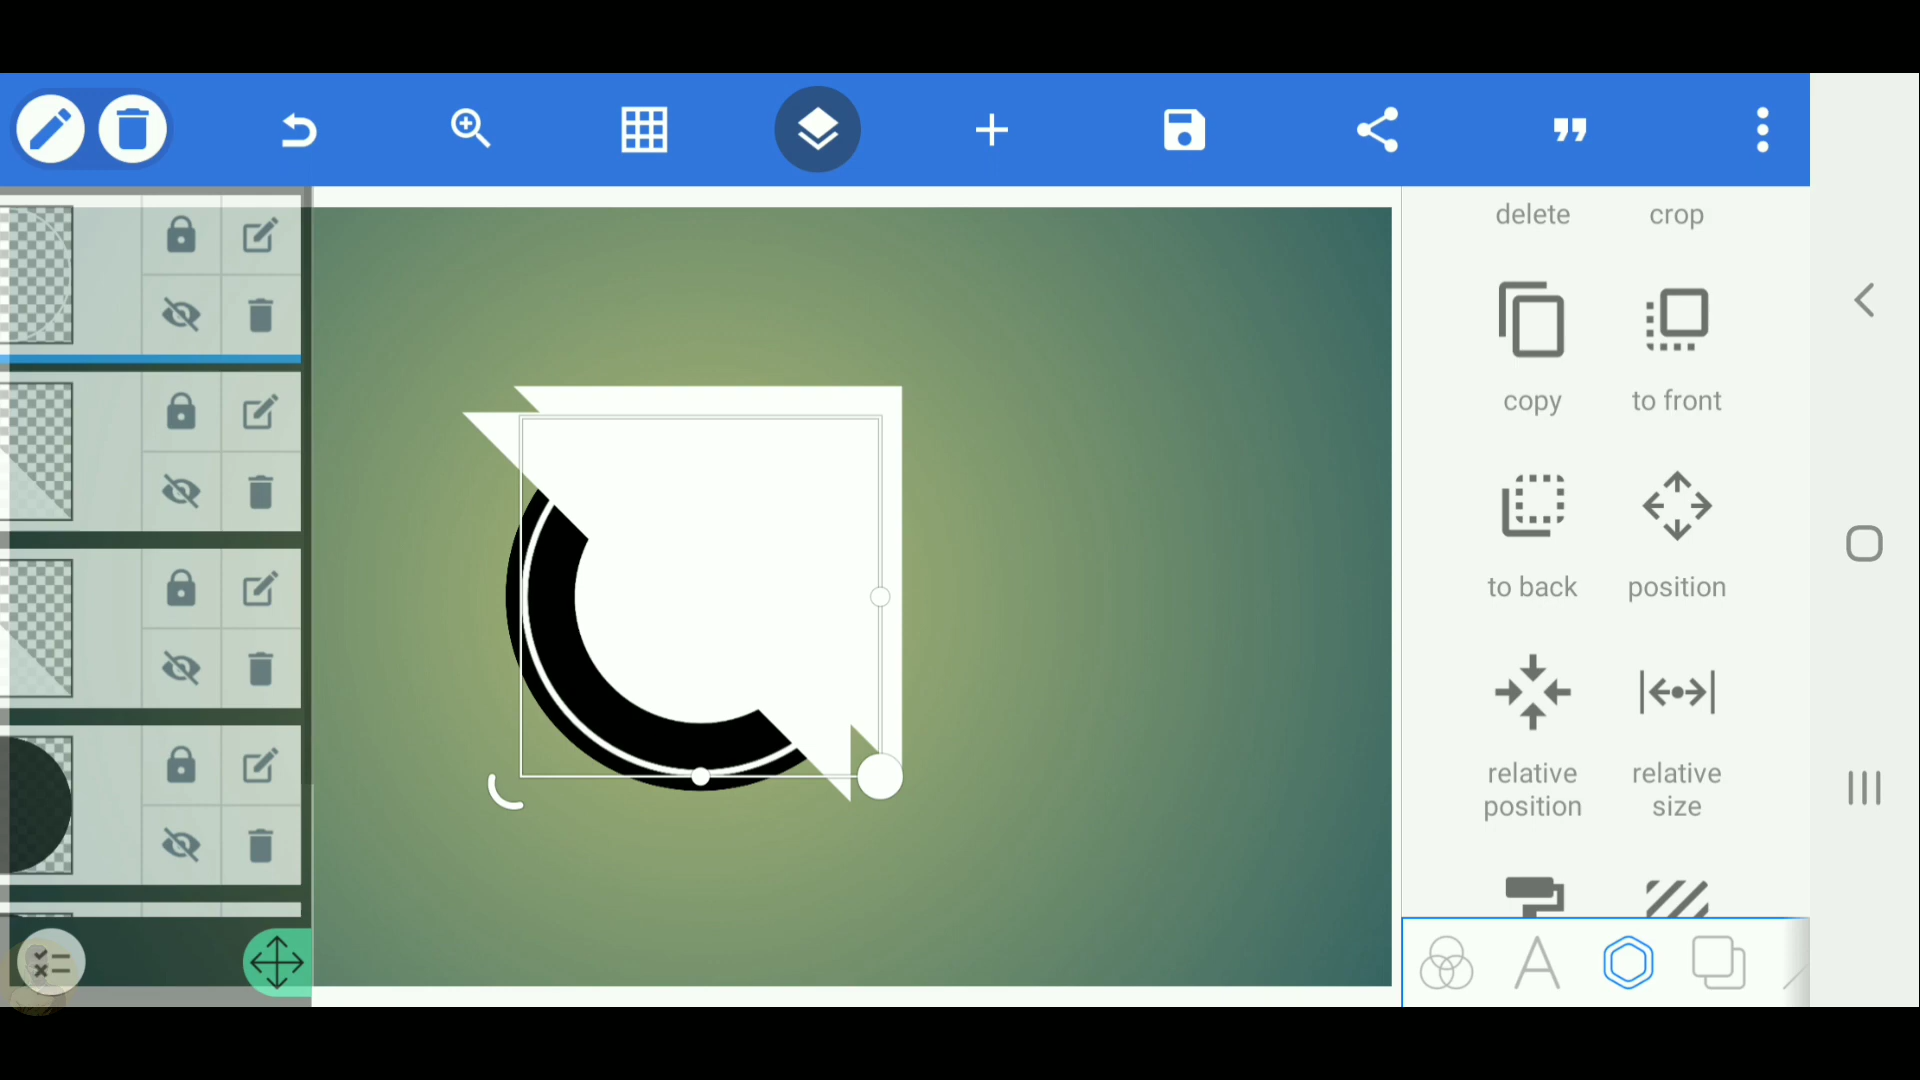 delete crop
copy to front
to back position
relative position
relative size